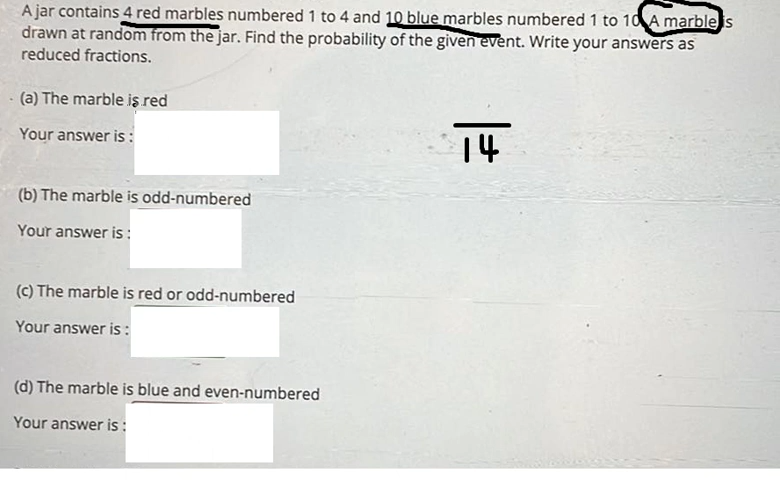 A jar contains 4 red marbles numbered 1 to 4 and 10 blue marbles numbered 1 to 10. A marble is
drawn at random from the jar. Find the probability of the given event. Write your answers as
reduced fractions.
(a) The marble is red
Your answer is :
14
(b) The marble is odd-numbered
Your answer is :
(c) The marble is red or odd-numbered
Your answer is :
(d) The marble is blue and even-numbered
Your answer is :